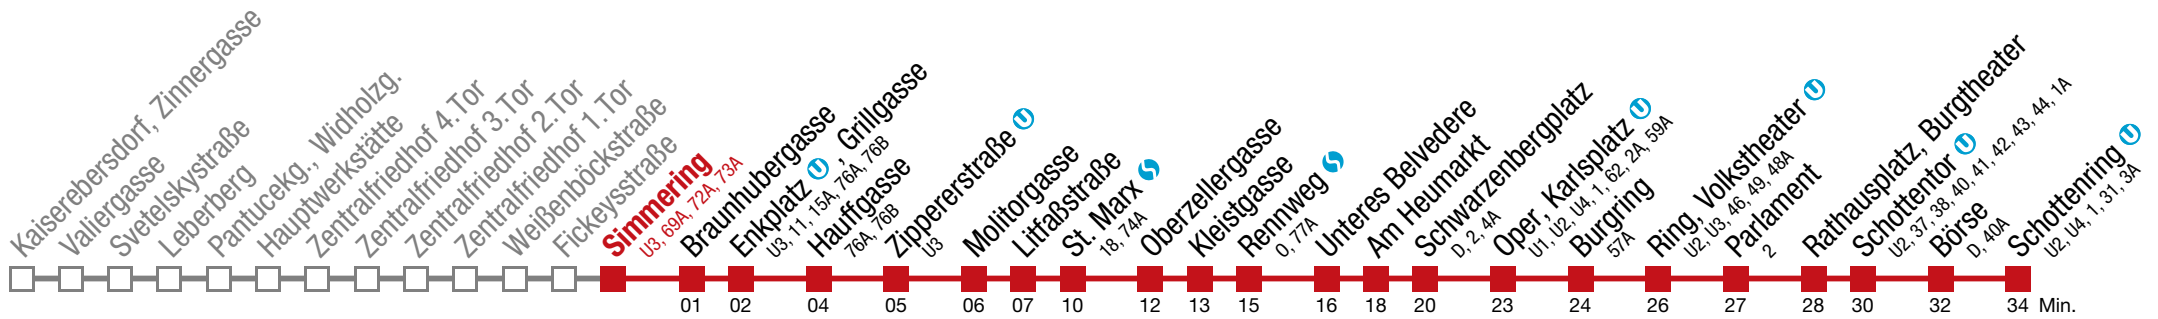 Kaiserebersdorf, Zinnergasse
Valiergasse
Svetelskystraße
Leberberg
Pantucekg., Widholzg.
Hauptwerkstätte
Zentralfriedhof 4. Tor
Zentralfriedhof 3. Tor
Zentralfriedhof 2. Tor
Zentralfriedhof 1. Tor
Weißenböckstraße
Fickeysstraße
Simmering
U3, 69A, 72A, 73A
Braunhubergasse
Enkplatz U, Grillgasse
U3, 11, 15A, 76A, 76B
Hauffgasse
76A, 76B
Zippererstraße U
U3
Molitorgasse
Litfaßstraße
St. Marx S
18, 74A
Oberzellergasse
Kleistgasse
Rennweg S
O, 77A
Unteres Belvedere
Am Heumarkt
Schwarzenbergplatz
D, 2, 4A
Oper, Karlsplatz U
U1, U2, U4, 1, 62, 2A, 59A
Burgring
57A
Ring, Volkstheater U
U2, U3, 46, 49, 48A
Parlament
2
Rathausplatz, Burgtheater
Schottentor U
U2, 37, 38, 40, 41, 42, 43, 44, 1A
Börse
D, 40A
Schottenring U
U2, U4, 1, 31, 3A
01 02 04 05 06 07 10 12 13 15 16 18 20 23 24 26 27 28 30 32 34 Min.